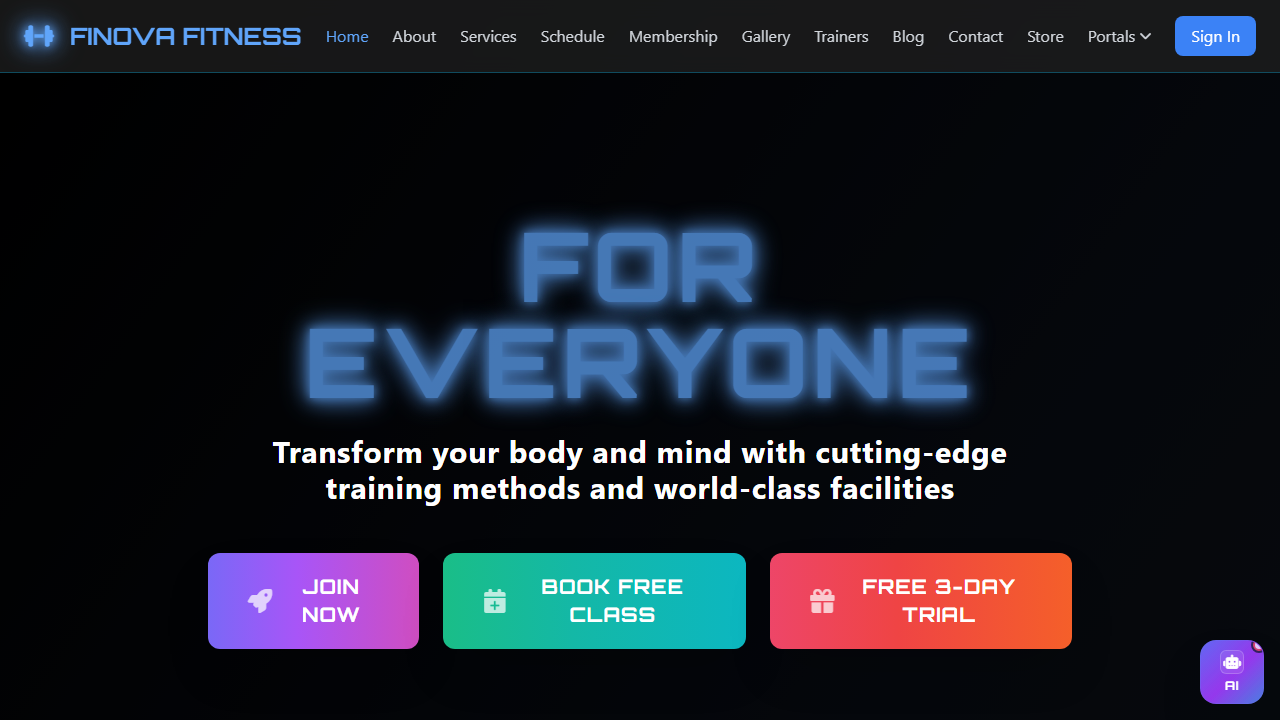 FINOVA FITNESS
Home About Services Schedule Membership Gallery Trainers Blog Contact Store Portals Sign In
FOR
EVERYONE
Transform your body and mind with cutting-edge
training methods and world-class facilities
JOIN
NOW
BOOK FREE
CLASS
FREE 3-DAY
TRIAL
AI